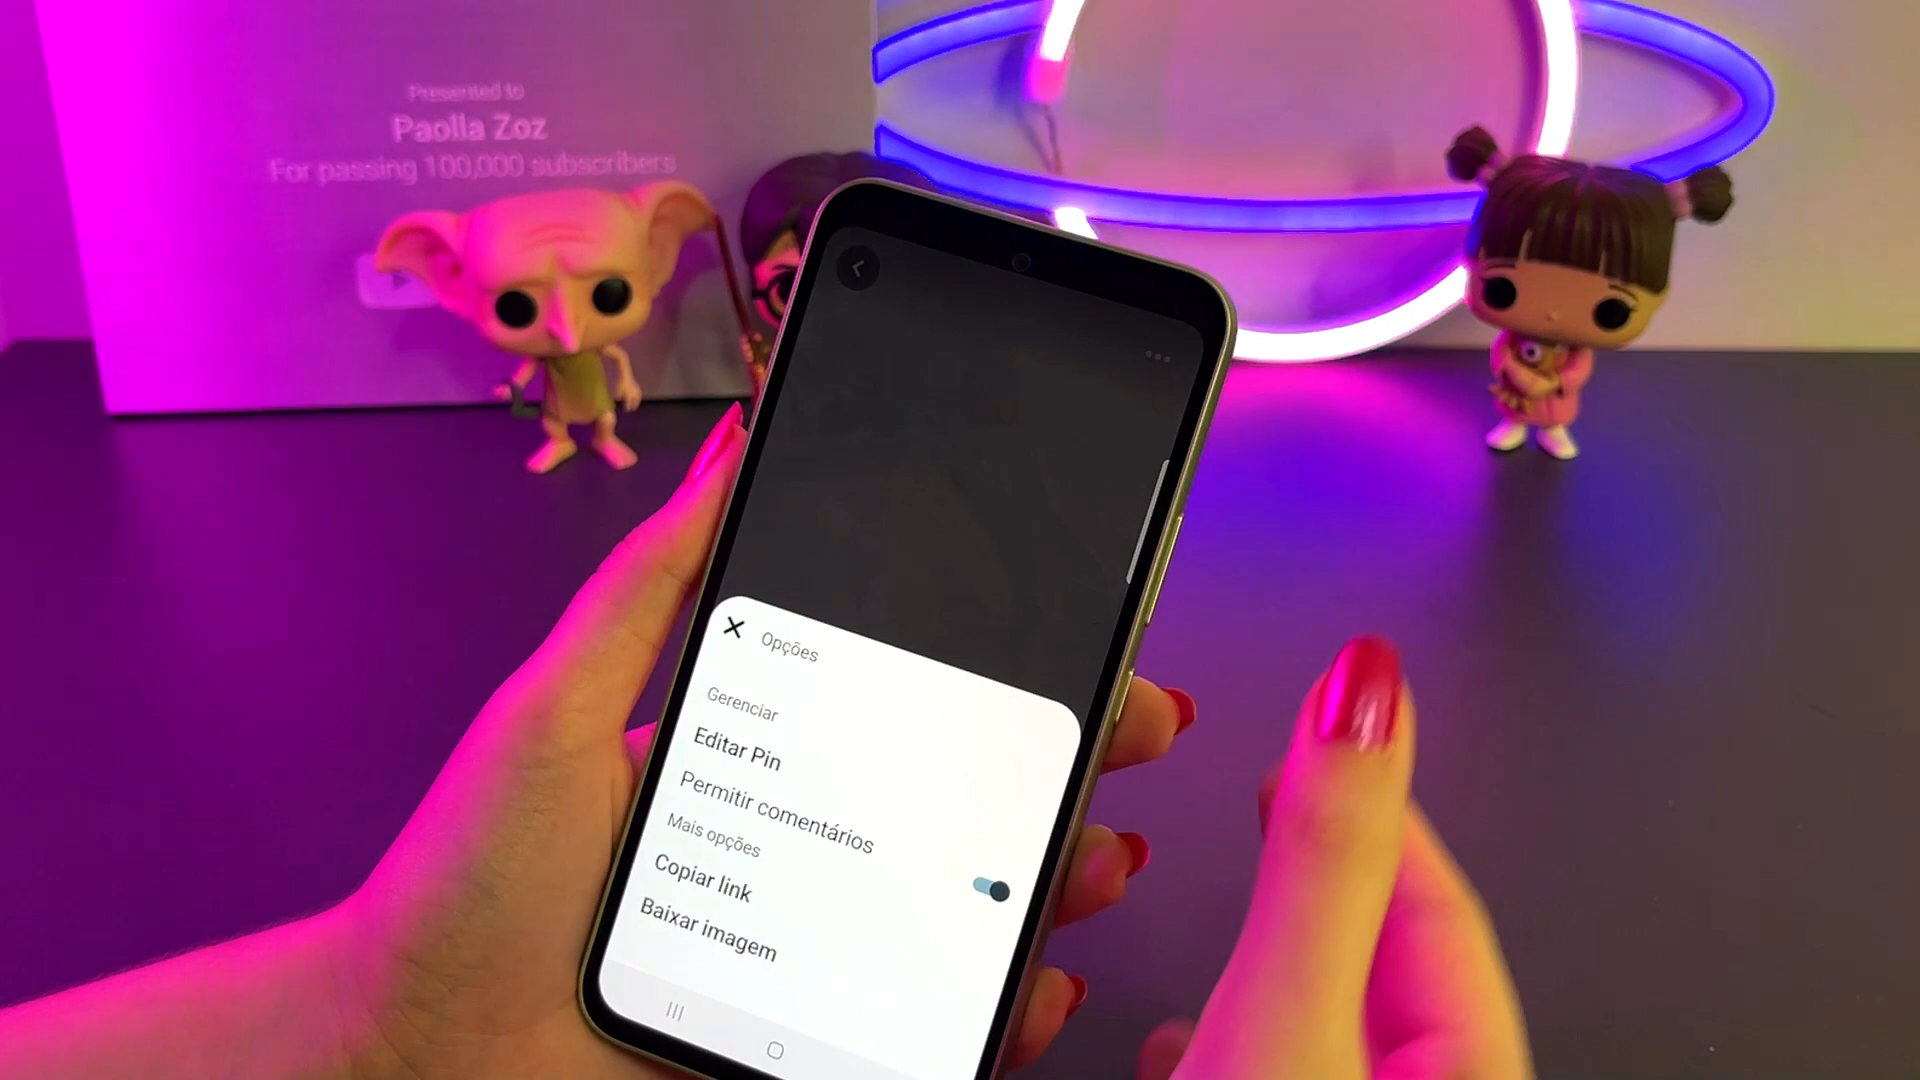 Presented to
Paolla Zoz
For passing 100,000 subscribers
Opções
Gerenciar
Editar Pin
Permitir comentários
Mais opções
Copiar link
Baixar imagem